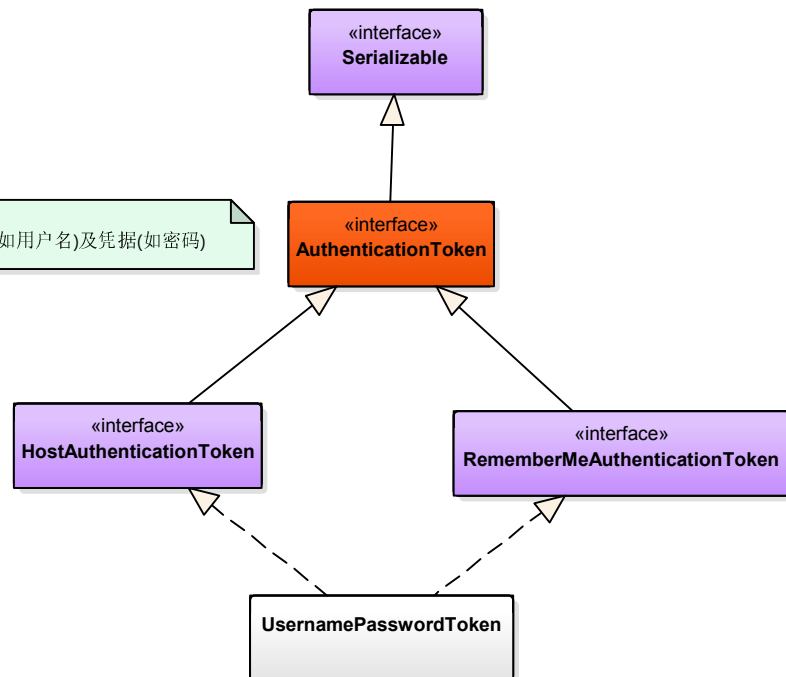 «interface»
Serializable
«interface»
AuthenticationToken
如用户名)及凭据(如密码)
«interface»
HostAuthenticationToken
«interface»
RememberMeAuthenticationToken
UsernamePasswordToken